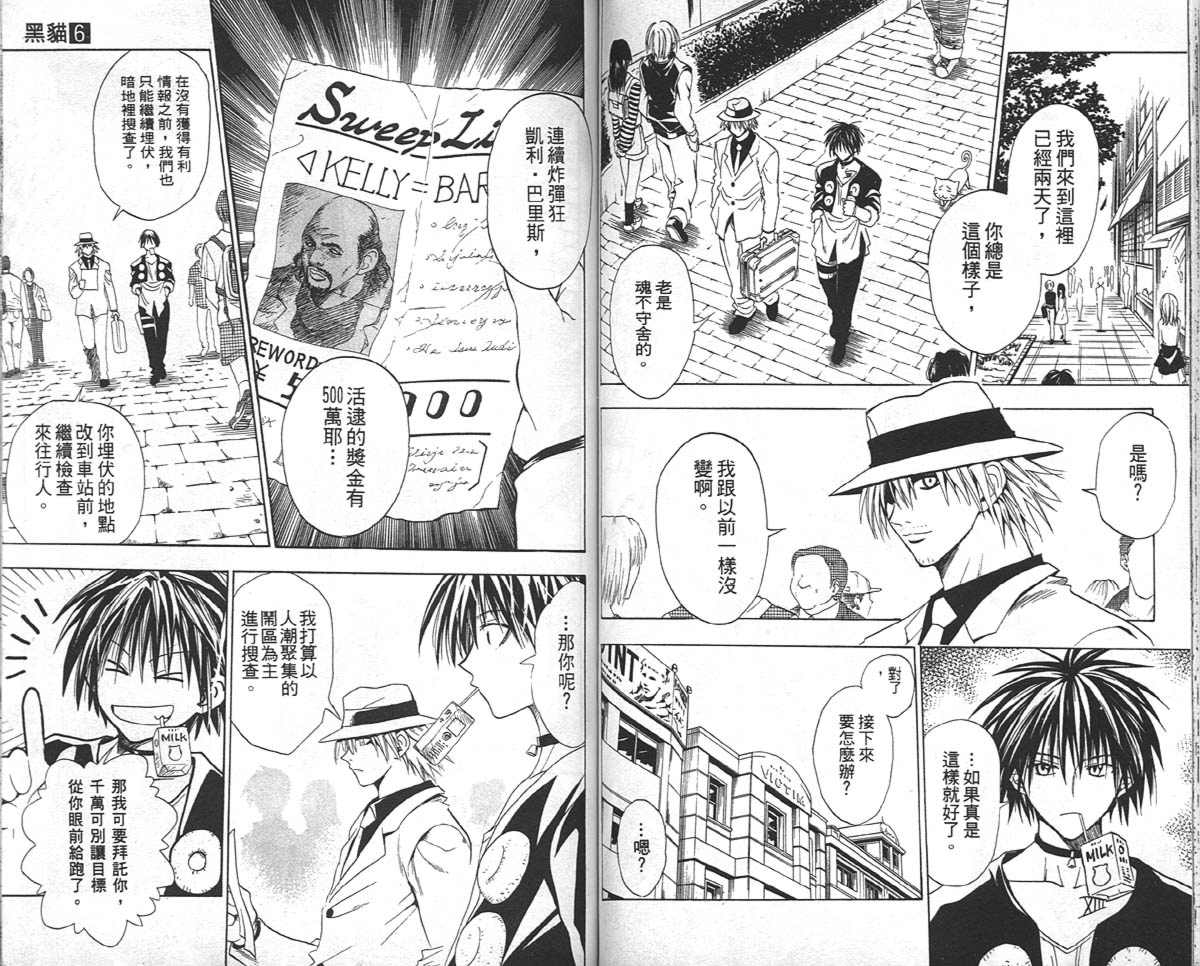 我們來到這裡
已經兩天了，
你總是
這個樣子，
老是
魂不守舍的。
是嗎？
我跟以前一樣沒
變啊。
…如果真是
這樣就好了。
MILK
XIII
對了，
接下來
要怎麼辦？
VICTIM
…嗯？
黑貓6
連續炸彈狂
凱利・巴里斯，
Sweep Li
KELLY=BAR
REWORD
¥ 5
000
活逮的獎金有
500萬耶…
在沒有獲得有利
情報之前，我們也
只能繼續埋伏，
暗地裡搜查了。
你埋伏的地點
改到車站前，
繼續檢查
來往行人。
…那你呢？
我打算以
人潮聚集的
鬧區為主
進行搜查。
MILK
那我可要拜託你，
千萬可別讓目標
從你眼前給跑了。